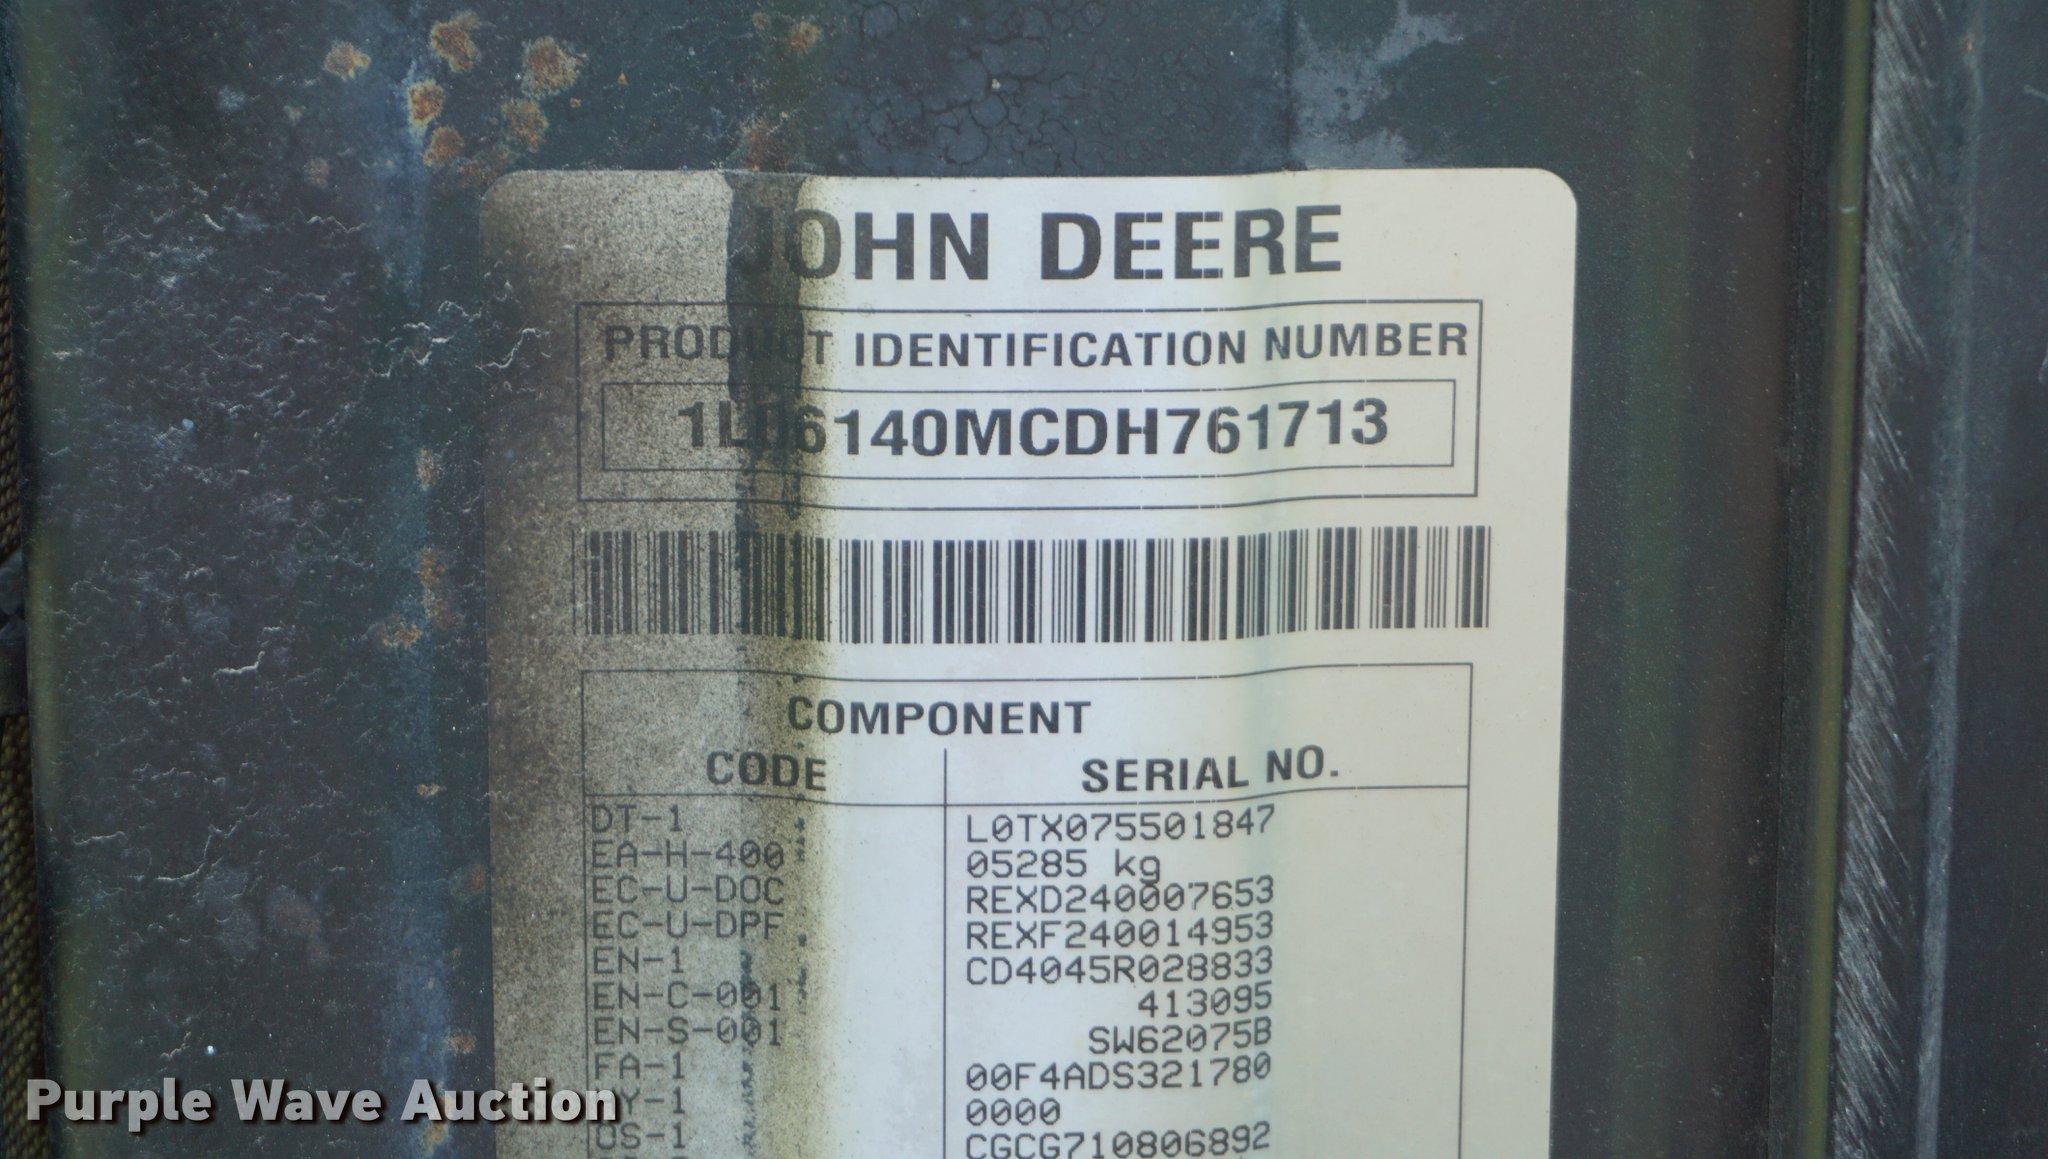 JOHN DEERE
PRODUCT IDENTIFICATION NUMBER
1L06140MCDH761713
COMPONENT
CODE SERIAL NO.
DT-1 L0TX075501847
EA-H-400 05285 kg
EC-U-DOC REXD240007653
EC-U-DPF REXF240014953
EN-1 CD4045R028833
EN-C-001 413095
EN-S-001 SW62075B
FA-1 00F4ADS321780
0000
OS-1 CGCG710806892
Purple Wave Auction